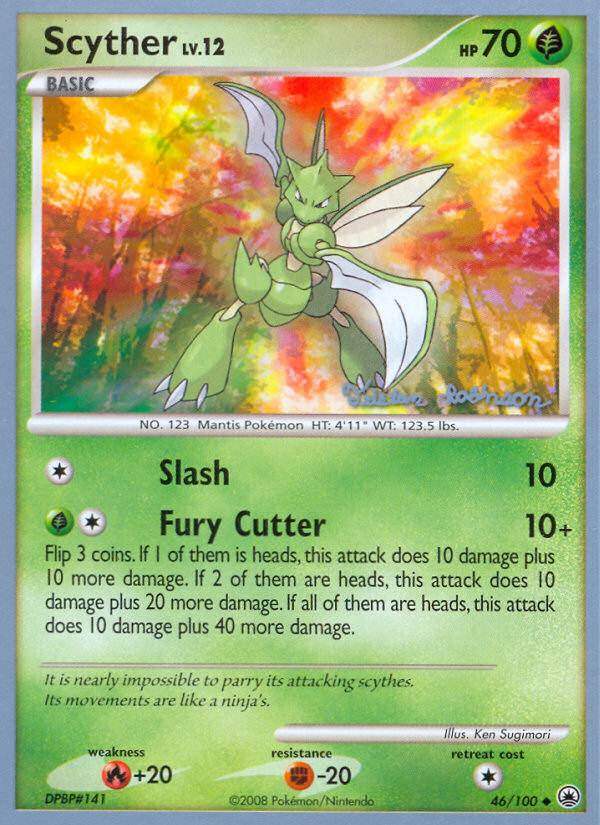 Scyther LV.12
HP 70
BASIC
Robinson
NO. 123 Mantis Pokémon HT: 4'11" WT: 123.5 lbs.
Slash 10
Fury Cutter 10+
Flip 3 coins. If 1 of them is heads, this attack does 10 damage plus
10 more damage. If 2 of them are heads, this attack does 10
damage plus 20 more damage. If all of them are heads, this attack
does 10 damage plus 40 more damage.
It is nearly impossible to parry its attacking scythes.
Its movements are like a ninja's.
Illus. Ken Sugimori
weakness resistance retreat cost
+20 -20
DPBP#141 ©2008 Pokémon/Nintendo 46/100